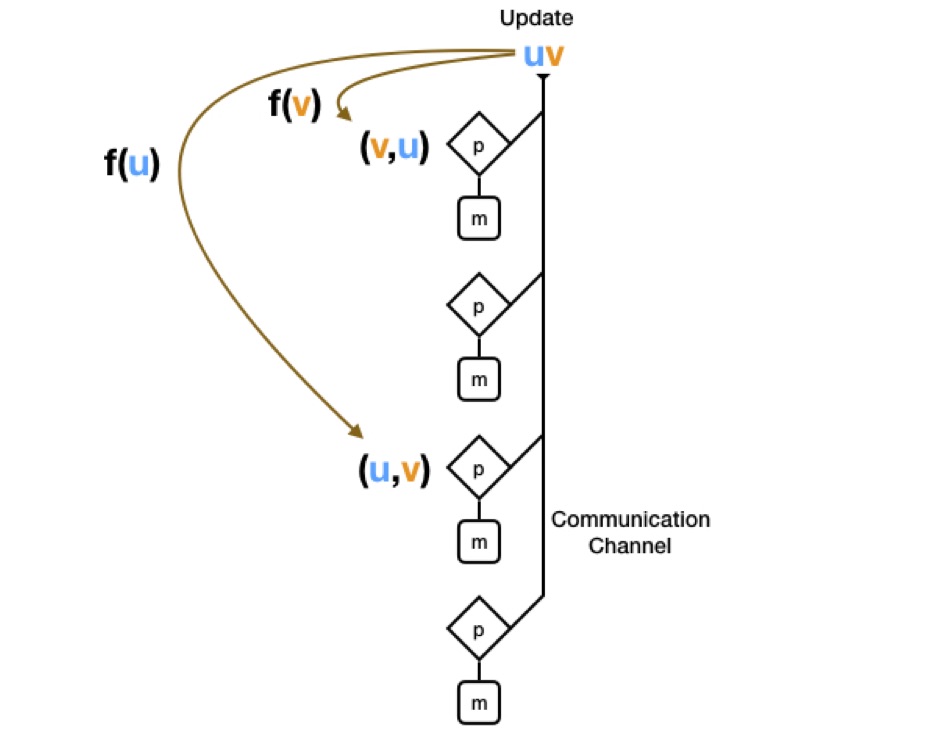 Update
uv
f(v)
(v,u)
p
f(u)
m
p
m
(u,v)
p
Communication
Channel
m
p
m